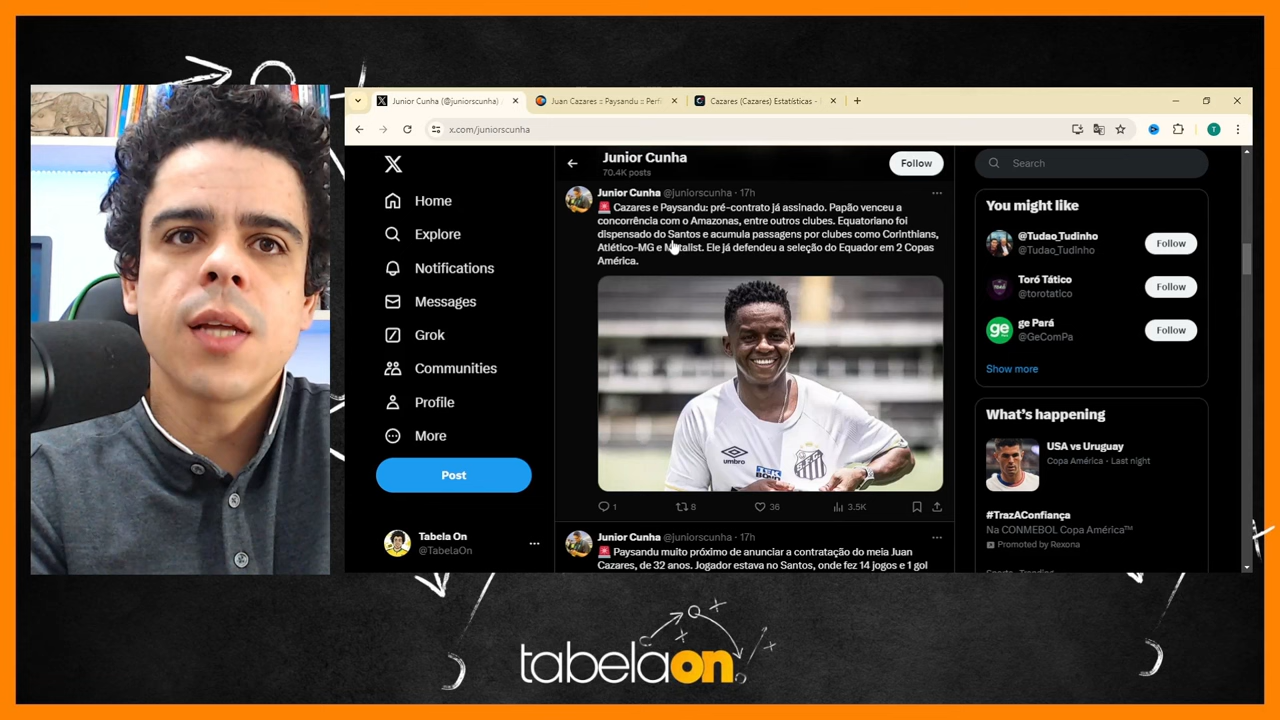 Junior Cunha (@juniorscunha)
Juan Cazares :: Paysandu :: Perfi
Cazares (Cazares) Estatísticas -
x.com/juniorscunha
T
Junior Cunha
70.4K posts
Follow
Home
Explore
Notifications
Messages
Grok
Communities
Profile
More
Post
Tabela On
@TabelaOn
Junior Cunha @juniorscunha · 17h
🚨 Cazares e Paysandu: pré-contrato já assinado. Papão venceu a
concorrência com o Amazonas, entre outros clubes. Equatoriano foi
dispensado do Santos e acumula passagens por clubes como Corinthians,
Atlético-MG e Metalist. Ele já defendeu a seleção do Equador em 2 Copas
América.
umbro
1
8
36
3.5K
Junior Cunha @juniorscunha · 17h
🚨 Paysandu muito próximo de anunciar a contratação do meia Juan
Cazares, de 32 anos. Jogador estava no Santos, onde fez 14 jogos e 1 gol
Search
You might like
@Tudao_Tudinho
@Tudao_Tudinho
Follow
Toró Tático
@torotatico
Follow
ge
ge Pará
@GeComPa
Follow
Show more
What's happening
USA vs Uruguay
Copa América · Last night
#TrazAConfiança
Na CONMEBOL Copa América™
Promoted by Rexona
Sports · Trending
tabelaon